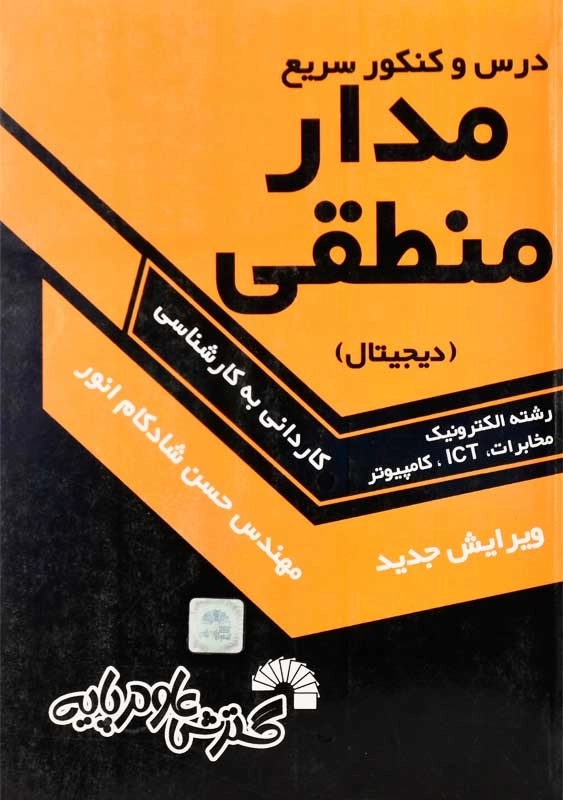 درس و کنکور سریع
مدار
منطقی
(دیجیتال)
کاردانی به کارشناسی
رشته الکترونیک
مخابرات، ICT ، کامپیوتر
مهندس حسن شادکام انور
ویرایش جدید
گسترش علوم پایه